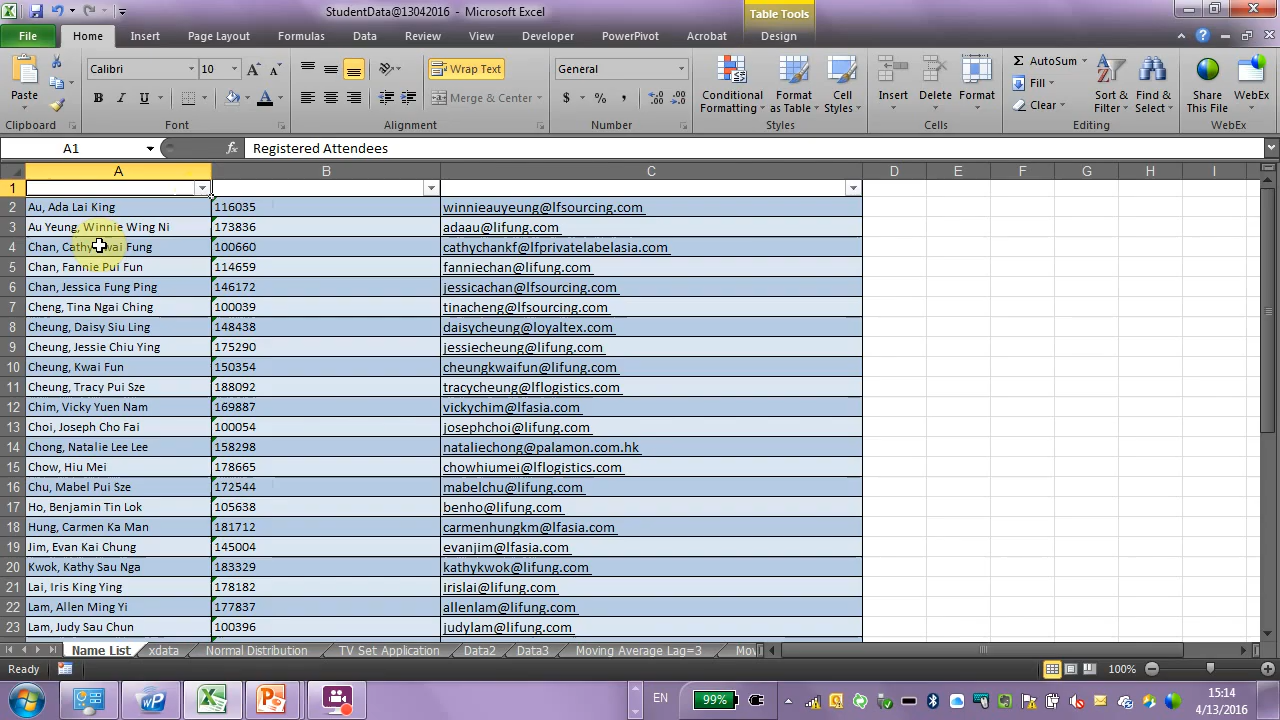 StudentData@13042016 - Microsoft Excel
Table Tools
File Home Insert Page Layout Formulas Data Review View Developer PowerPivot Acrobat Design
Paste
Calibri 10
Wrap Text
General
Conditional Formatting
Format as Table
Cell Styles
Insert
Delete
Format
AutoSum
Fill
Clear
Sort & Filter
Find & Select
Share This File
WebEx
B I U
Merge & Center
$ % ,
Clipboard Font Alignment Number Styles Cells Editing WebEx
A1 fx Registered Attendees
A B C D E F G H I
1
2 Au, Ada Lai King 116035 winnieauyeung@lfsourcing.com
3 Au Yeung, Winnie Wing Ni 173836 adaau@lifung.com
4 Chan, Cathy Kwai Fung 100660 cathychankf@lfprivatelabelasia.com
5 Chan, Fannie Pui Fun 114659 fanniechan@lifung.com
6 Chan, Jessica Fung Ping 146172 jessicachan@lfsourcing.com
7 Cheng, Tina Ngai Ching 100039 tinacheng@lfsourcing.com
8 Cheung, Daisy Siu Ling 148438 daisycheung@loyaltex.com
9 Cheung, Jessie Chiu Ying 175290 jessiecheung@lifung.com
10 Cheung, Kwai Fun 150354 cheungkwaifun@lifung.com
11 Cheung, Tracy Pui Sze 188092 tracycheung@lflogistics.com
12 Chim, Vicky Yuen Nam 169887 vickychim@lfasia.com
13 Choi, Joseph Cho Fai 100054 josephchoi@lifung.com
14 Chong, Natalie Lee Lee 158298 nataliechong@palamon.com.hk
15 Chow, Hiu Mei 178665 chowhiumei@lflogistics.com
16 Chu, Mabel Pui Sze 172544 mabelchu@lifung.com
17 Ho, Benjamin Tin Lok 105638 benho@lifung.com
18 Hung, Carmen Ka Man 181712 carmenhungkm@lfasia.com
19 Jim, Evan Kai Chung 145004 evanjim@lfasia.com
20 Kwok, Kathy Sau Nga 183329 kathykwok@lifung.com
21 Lai, Iris King Ying 178182 irislai@lifung.com
22 Lam, Allen Ming Yi 177837 allenlam@lifung.com
23 Lam, Judy Sau Chun 100396 judylam@lifung.com
Name List xdata Normal Distribution TV Set Application Data2 Data3 Moving Average Lag=3 Mov
Ready 100%
EN 99% 15:14
4/13/2016